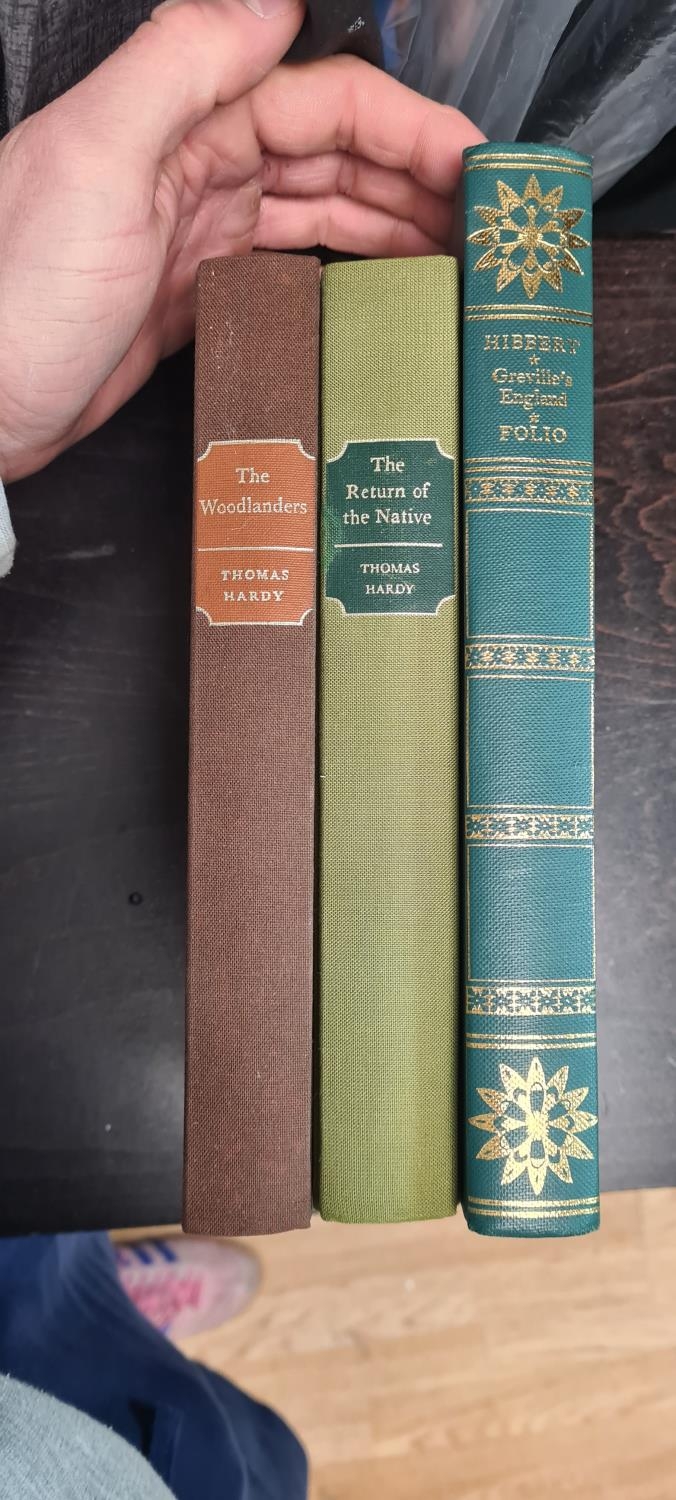 The
Woodlanders
THOMAS
HARDY
The
Return of
the Native
THOMAS
HARDY
HIBBERT
Greville's
England
FOLIO